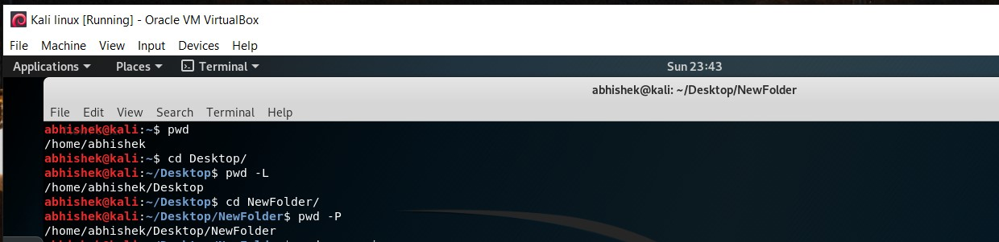 Kali linux [Running] - Oracle VM VirtualBox
File Machine View Input Devices Help
Applications Places Terminal Sun 23:43
abhishek@kali: ~/Desktop/NewFolder
File Edit View Search Terminal Help
abhishek@kali:~$ pwd
/home/abhishek
abhishek@kali:~$ cd Desktop/
abhishek@kali:~/Desktop$ pwd -L
/home/abhishek/Desktop
abhishek@kali:~/Desktop$ cd NewFolder/
abhishek@kali:~/Desktop/NewFolder$ pwd -P
/home/abhishek/Desktop/NewFolder